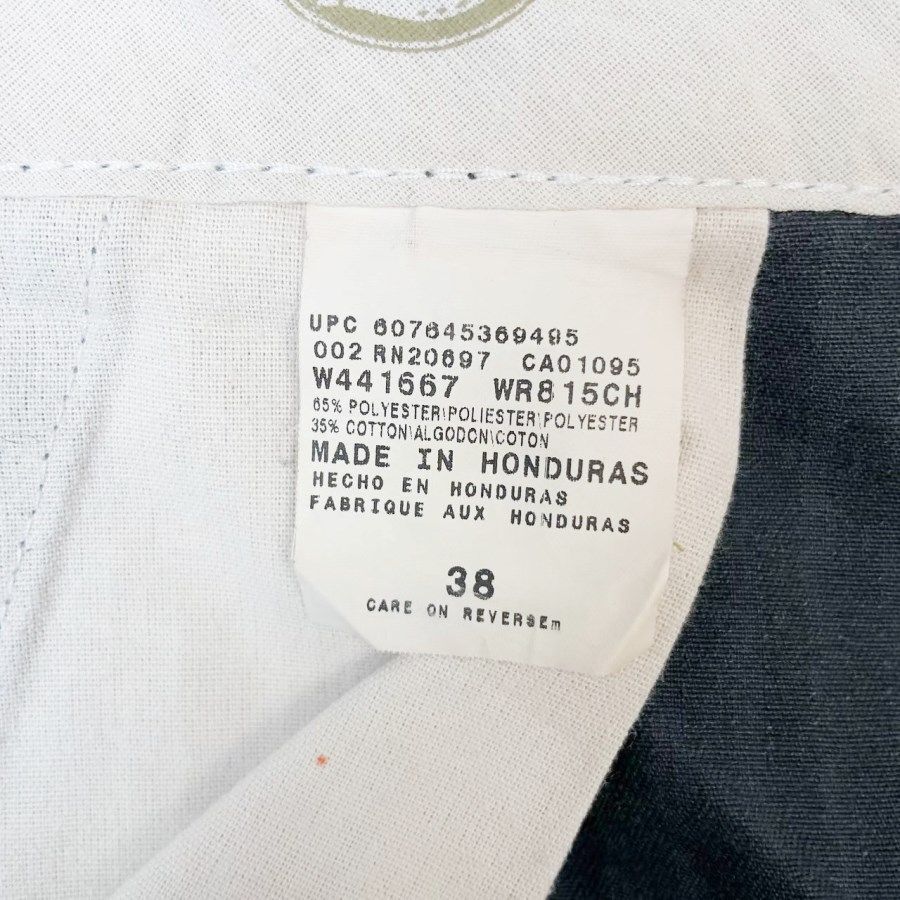 UPC 607645369495
002 RN20697 CA01095
W441667 WR815CH
65% POLYESTER\POLIESTER\POLYESTER
35% COTTON\ALGODON\COTON
MADE IN HONDURAS
HECHO EN HONDURAS
FABRIQUE AUX HONDURAS
38
CARE ON REVERSEm